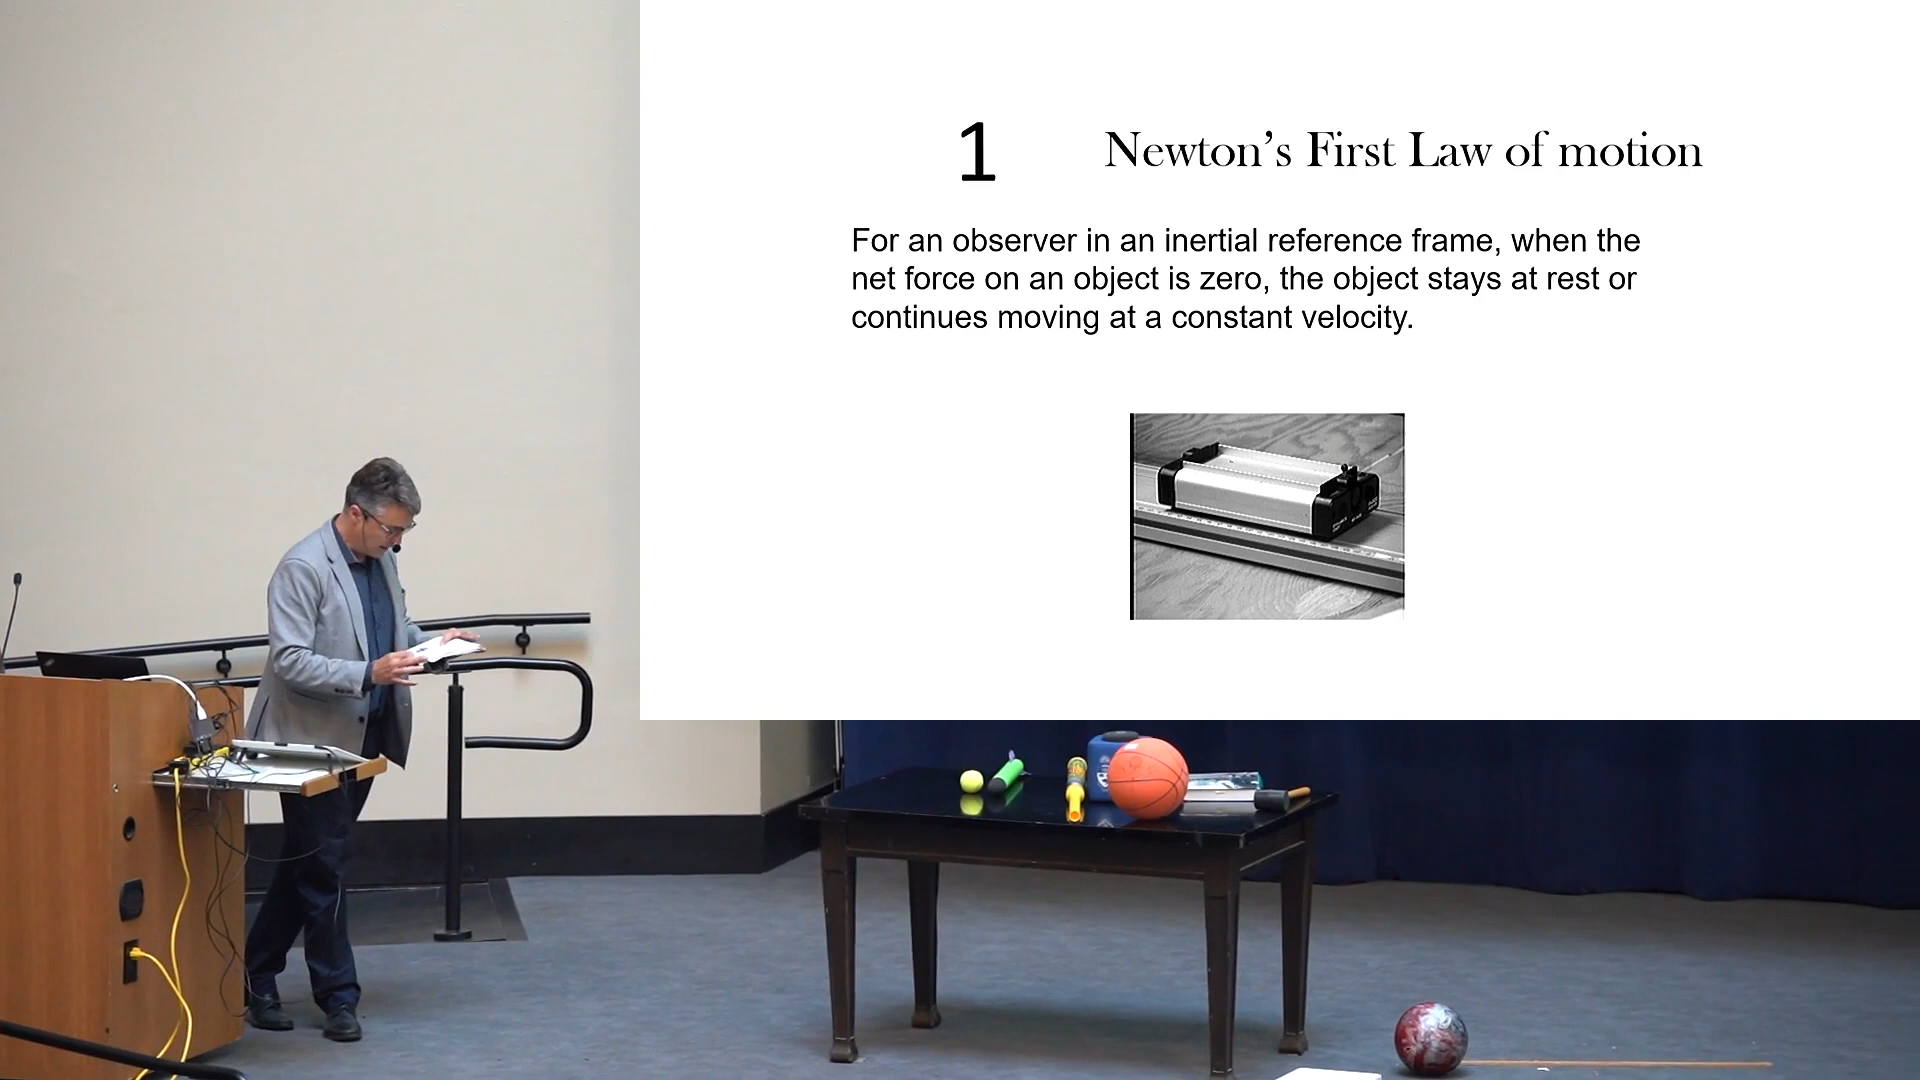 1 Newton’s First Law of motion
For an observer in an inertial reference frame, when the
net force on an object is zero, the object stays at rest or
continues moving at a constant velocity.